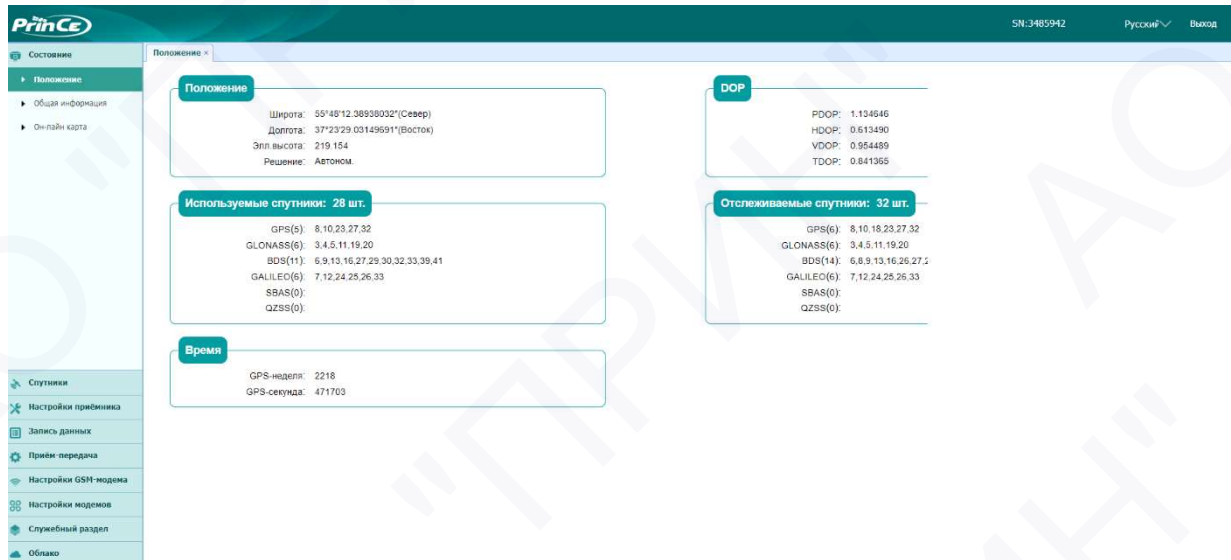 PrinCe
SN:3485942
Русский
Выход
Состояние
Положение
Общая информация
Он-лайн карта
Спутники
Настройки приёмника
Запись данных
Приём-передача
Настройки GSM-модема
Настройки модемов
Служебный раздел
Облако
Положение ×
Положение
Широта: 55°48'12.38938032"(Север)
Долгота: 37°23'29.03149691"(Восток)
Элл.высота: 219.154
Решение: Автоном.
DOP
PDOP: 1.134646
HDOP: 0.613490
VDOP: 0.954489
TDOP: 0.841365
Используемые спутники: 28 шт.
GPS(5): 8,10,23,27,32
GLONASS(6): 3,4,5,11,19,20
BDS(11): 6,9,13,16,27,29,30,32,33,39,41
GALILEO(6): 7,12,24,25,26,33
SBAS(0):
QZSS(0):
Отслеживаемые спутники: 32 шт.
GPS(6): 8,10,18,23,27,32
GLONASS(6): 3,4,5,11,19,20
BDS(14): 6,8,9,13,16,26,27,
GALILEO(6): 7,12,24,25,26,33
SBAS(0):
QZSS(0):
Время
GPS-неделя: 2218
GPS-секунда: 471703
"ПРИН" АО